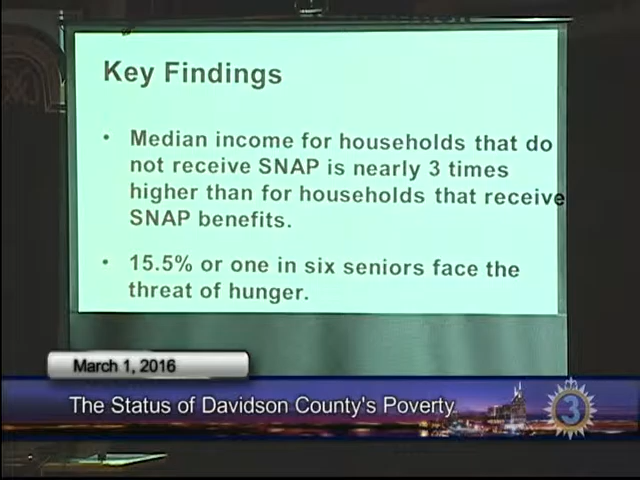 Key Findings
• Median income for households that do
not receive SNAP is nearly 3 times
higher than for households that receive
SNAP benefits.
• 15.5% or one in six seniors face the
threat of hunger.
March 1, 2016
The Status of Davidson County's Poverty
3